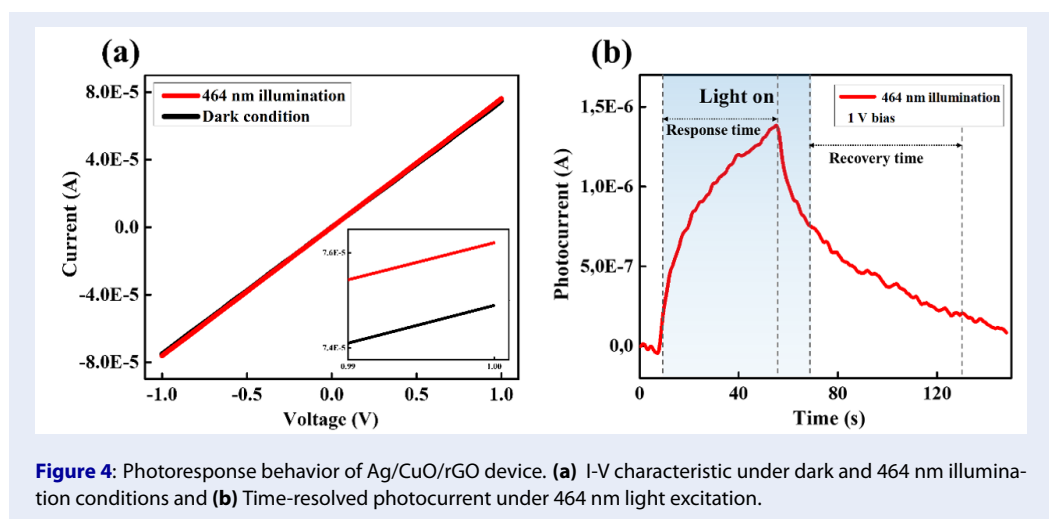 (a)
8.0E-5
4.0E-5
0.0
-4.0E-5
-8.0E-5
Current (A)
464 nm illumination
Dark condition
7.6E-5
7.4E-5
0.99
1.00
-1.0
-0.5
0.0
0.5
1.0
Voltage (V)
(b)
1,5E-6
1,0E-6
5,0E-7
0,0
Photocurrent (A)
Light on
Response time
464 nm illumination
1 V bias
Recovery time
0
40
80
120
Time (s)
Figure 4: Photoresponse behavior of Ag/CuO/rGO device. (a) I-V characteristic under dark and 464 nm illumina-
tion conditions and (b) Time-resolved photocurrent under 464 nm light excitation.